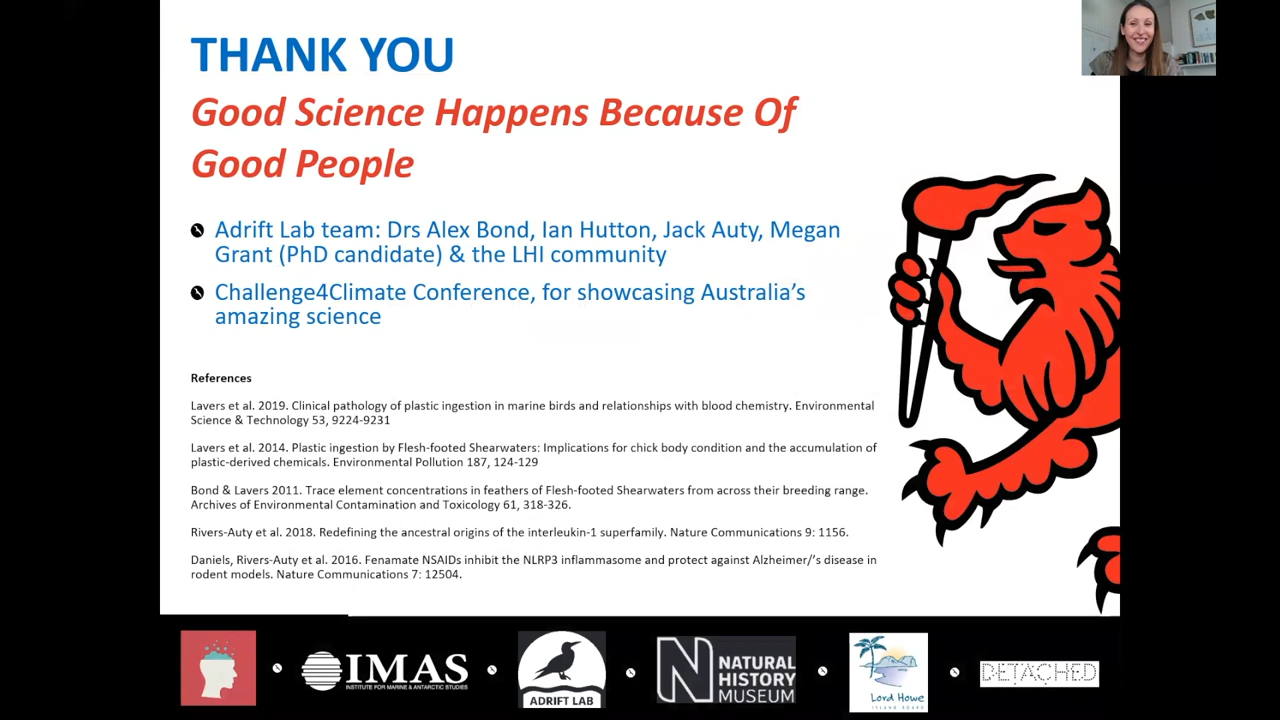 THANK YOU
Good Science Happens Because Of
Good People
Adrift Lab team: Drs Alex Bond, Ian Hutton, Jack Auty, Megan
Grant (PhD candidate) & the LHI community
Challenge4Climate Conference, for showcasing Australia's
amazing science
References
Lavers et al. 2019. Clinical pathology of plastic ingestion in marine birds and relationships with blood chemistry. Environmental
Science & Technology 53, 9224-9231
Lavers et al. 2014. Plastic ingestion by Flesh-footed Shearwaters: Implications for chick body condition and the accumulation of
plastic-derived chemicals. Environmental Pollution 187, 124-129
Bond & Lavers 2011. Trace element concentrations in feathers of Flesh-footed Shearwaters from across their breeding range.
Archives of Environmental Contamination and Toxicology 61, 318-326.
Rivers-Auty et al. 2018. Redefining the ancestral origins of the interleukin-1 superfamily. Nature Communications 9: 1156.
Daniels, Rivers-Auty et al. 2016. Fenamate NSAIDs inhibit the NLRP3 inflammasome and protect against Alzheimer/'s disease in
rodent models. Nature Communications 7: 12504.
IMAS
INSTITUTE FOR MARINE & ANTARCTIC STUDIES
ADRIFT LAB
NATURAL
HISTORY
MUSEUM
Lord Howe
ISLAND BOARD
DETACHED